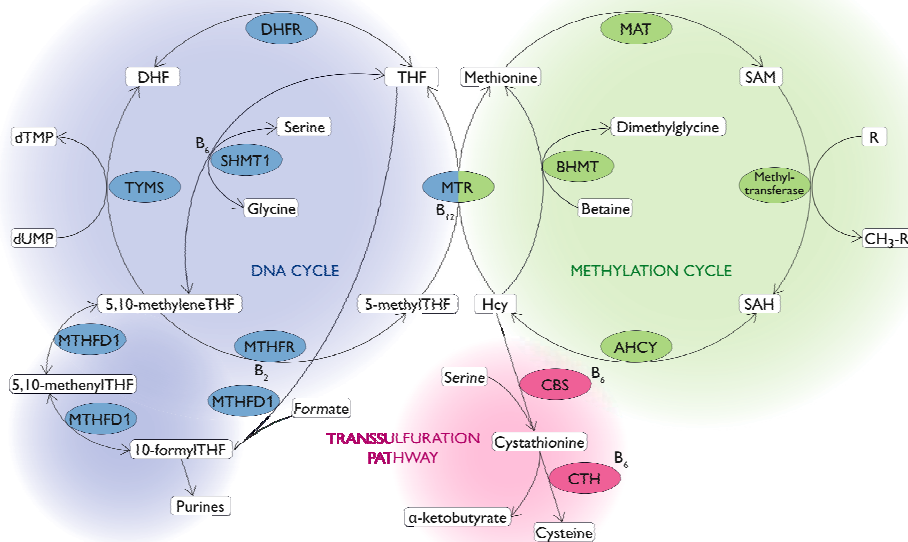 DHFR
MAT
DHF
THF
Methionine
SAM
dTMP
Serine
Dimethylglycine
R
B6
SHMT1
BHMT
TYMS
MTR
Methyl-
transferase
Glycine
B12
Betaine
dUMP
CH3-R
DNA CYCLE
METHYLATION CYCLE
5,10-methyleneTHF
5-methylTHF
Hcy
SAH
MTHFD1
MTHFR
AHCY
B2
5,10-methenylTHF
Serine
CBS
B6
MTHFD1
MTHFD1
Formate
10-formylTHF
TRANSSULFURATION
PATHWAY
Cystathionine
B6
CTH
Purines
α-ketobutyrate
Cysteine